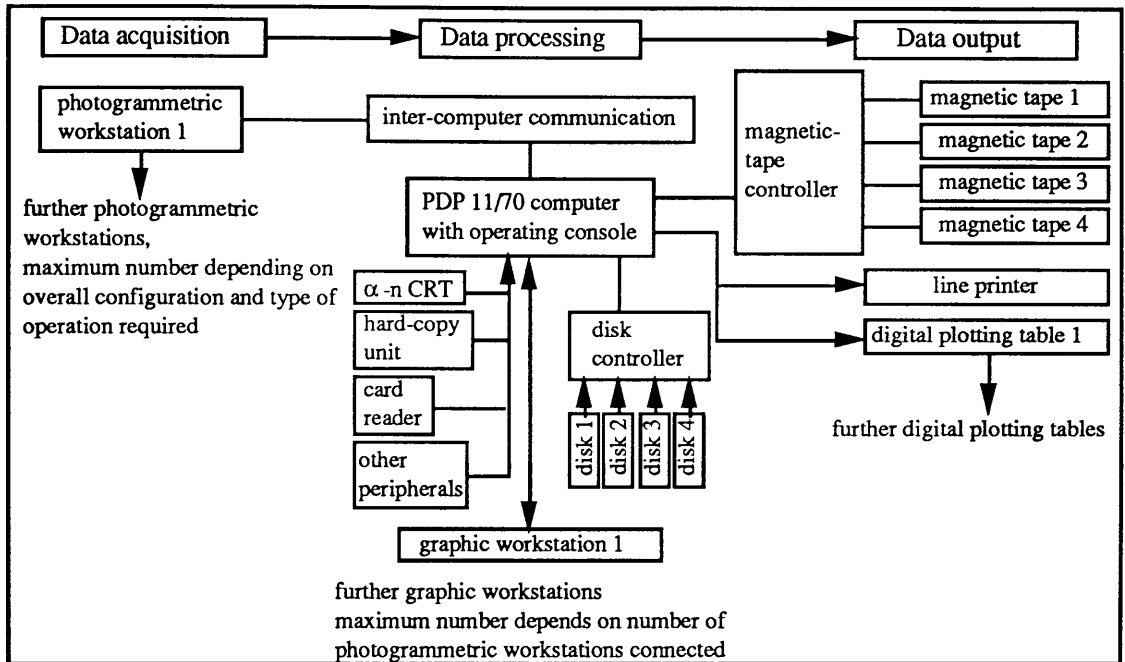 Data acquisition
Data processing
Data output
photogrammetric
workstation 1
inter-computer communication
magnetic-
tape
controller
magnetic tape 1
magnetic tape 2
magnetic tape 3
magnetic tape 4
further photogrammetric
workstations,
maximum number depending on
overall configuration and type of
operation required
PDP 11/70 computer
with operating console
α -n CRT
hard-copy
unit
card
reader
other
peripherals
disk
controller
disk 1
disk 2
disk 3
disk 4
line printer
digital plotting table 1
further digital plotting tables
graphic workstation 1
further graphic workstations
maximum number depends on number of
photogrammetric workstations connected